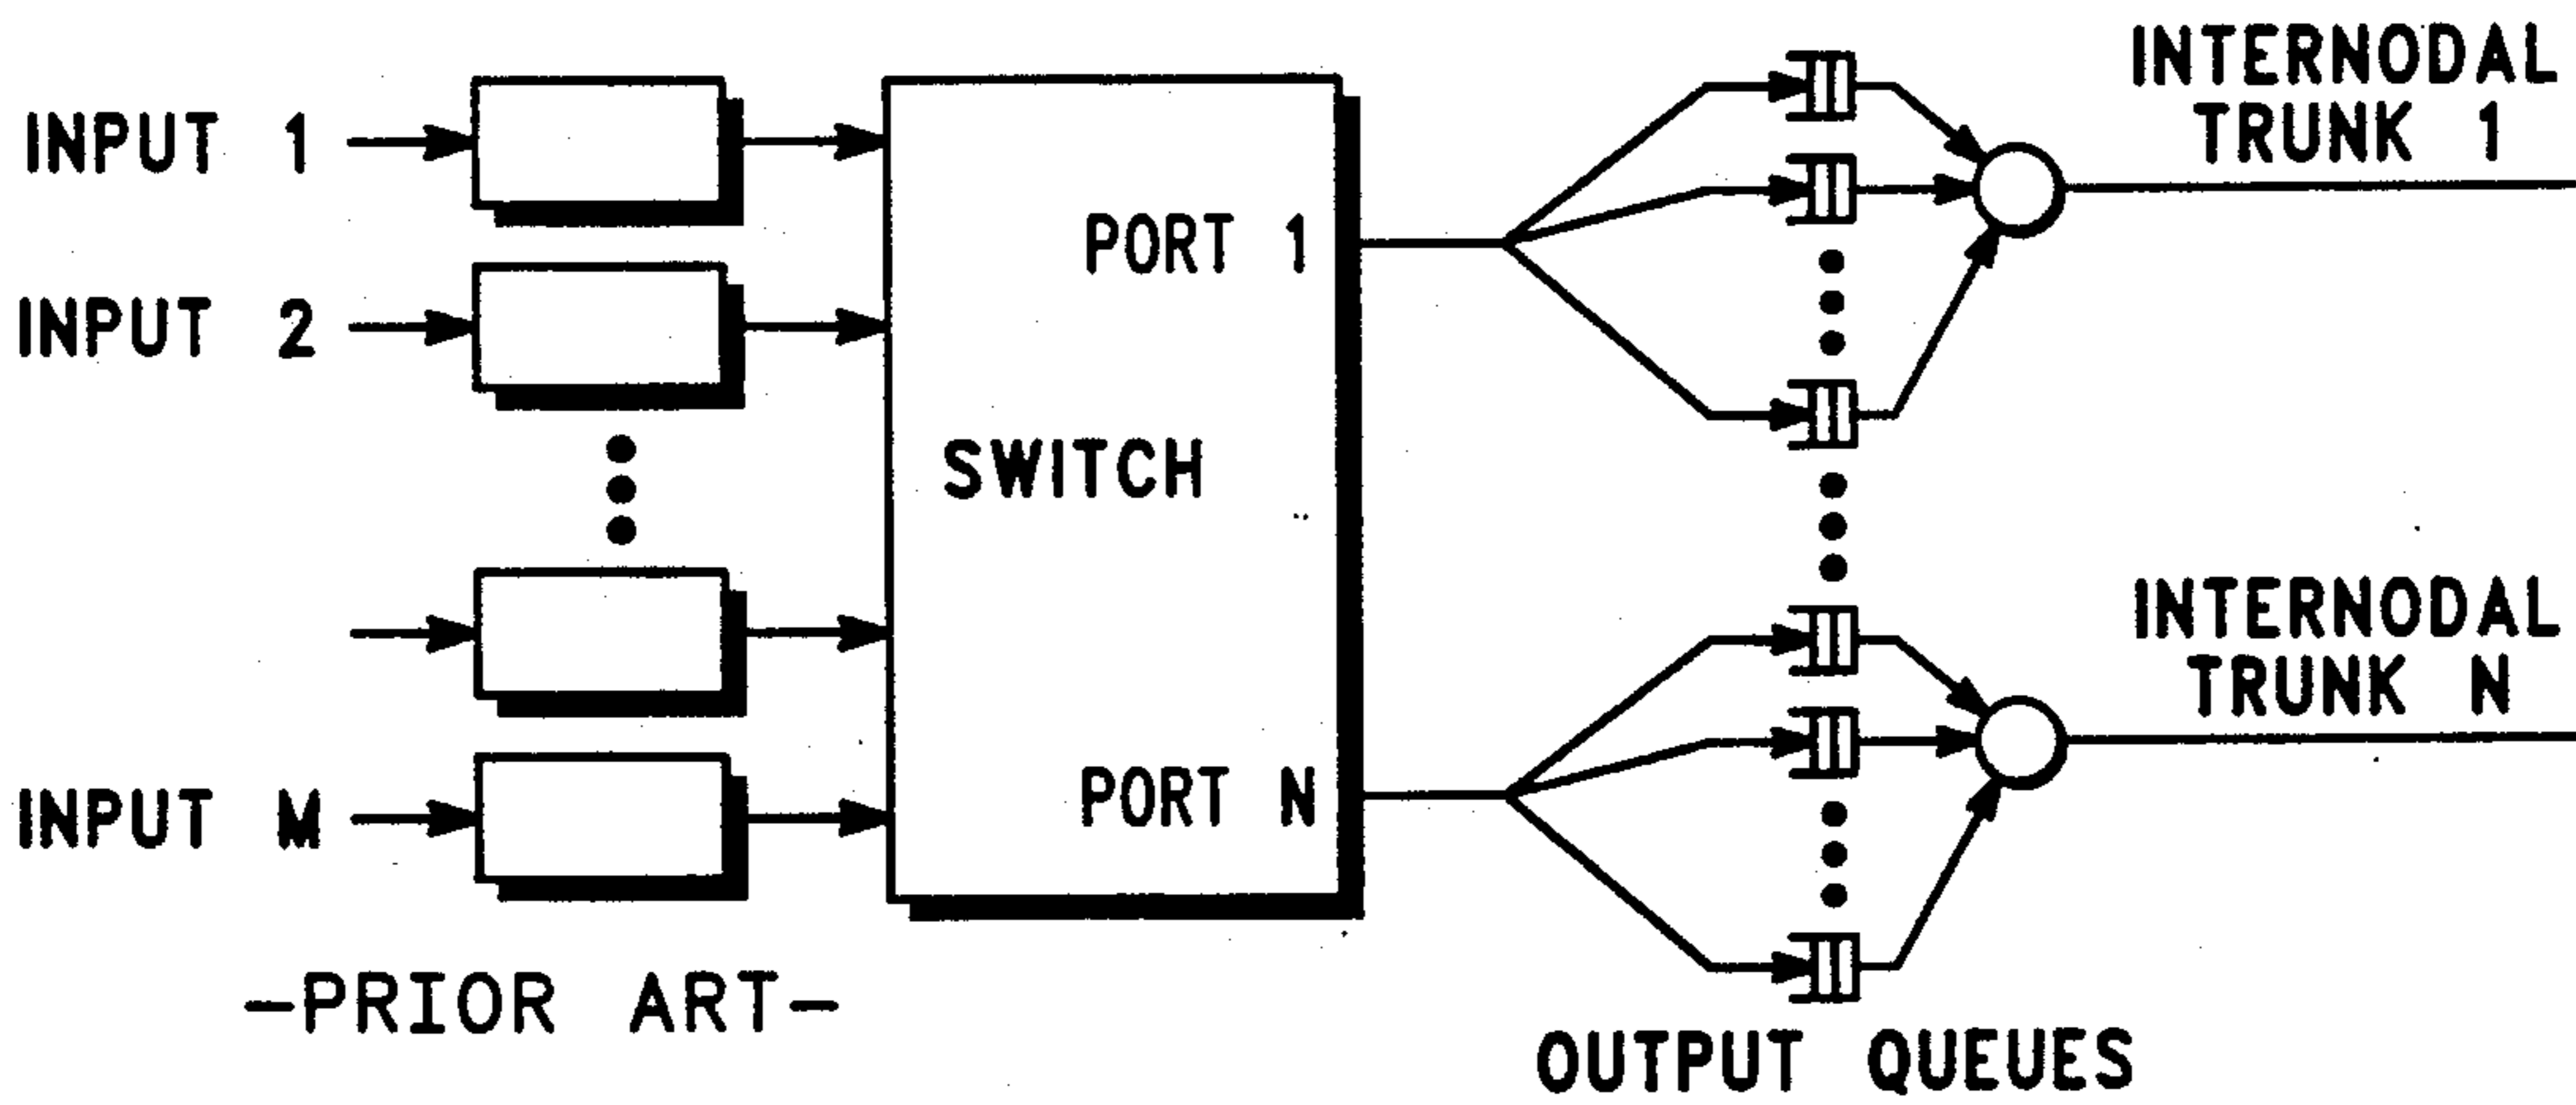 INTERNODAL
TRUNK 1
INPUT 1
PORT 1
INPUT 2
SWITCH
INTERNODAL
TRUNK N
PORT N
INPUT M
-PRIOR ART-
OUTPUT QUEUES